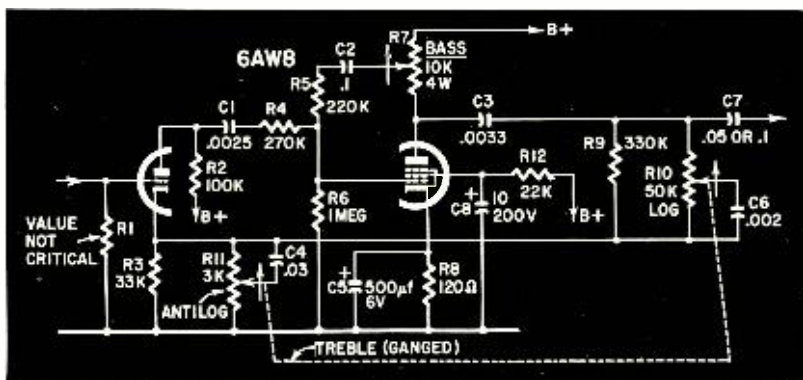 6AW8
R7
BASS
10K
4W
B+
C2
.1
R5
220K
C1
.0025
R4
270K
C3
.0033
C7
.05 OR .1
R9
330K
R10
50K
LOG
R2
100K
B+
R6
1 MEG
R12
22K
10
200V
C8
B+
C6
.002
VALUE
NOT
CRITICAL
R1
R3
33K
R11
3K
C4
.03
ANTILOG
C5
500µf
6V
R8
120Ω
TREBLE (GANGED)